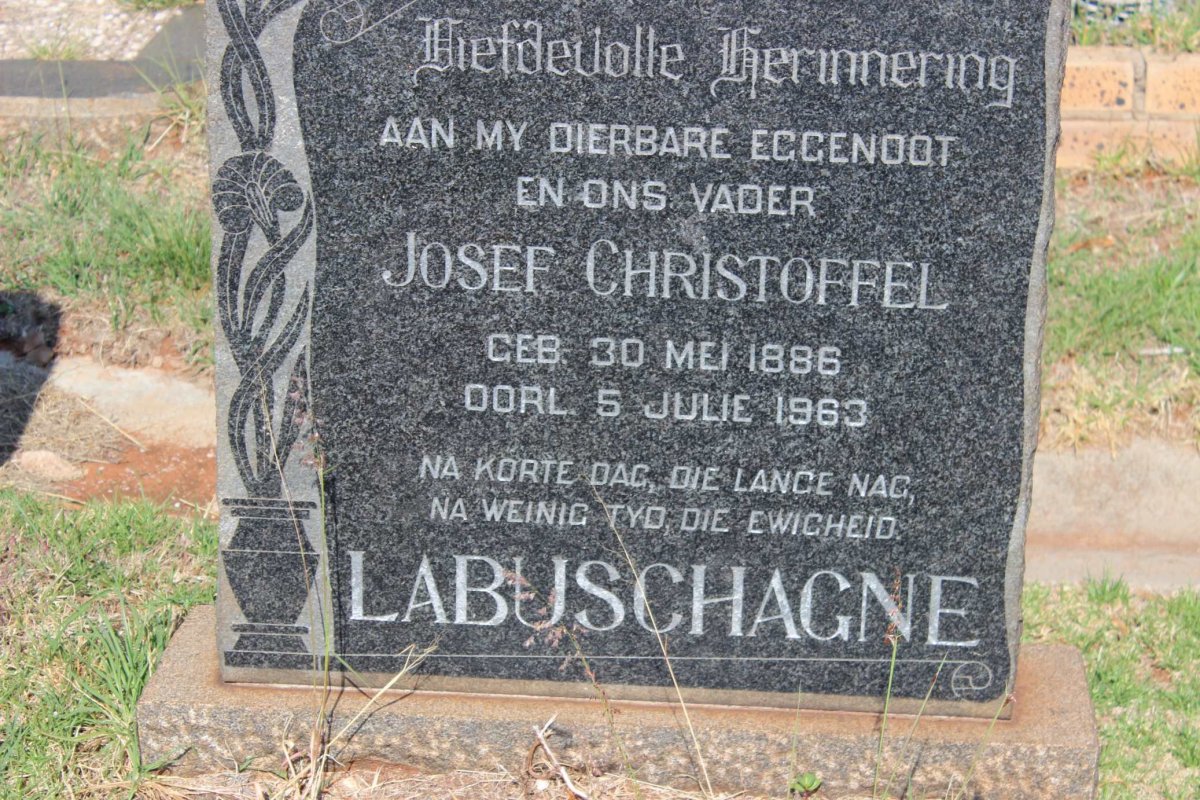 Liefdevolle Herinnering
AAN MY DIERBARE EGGENOOT
EN ONS VADER
JOSEF CHRISTOFFEL
GEB. 30 MEI 1886
OORL. 5 JULIE 1963
NA KORTE DAG, DIE LANGE NAG,
NA WEINIG TYD, DIE EWIGHEID.
LABUSCHAGNE